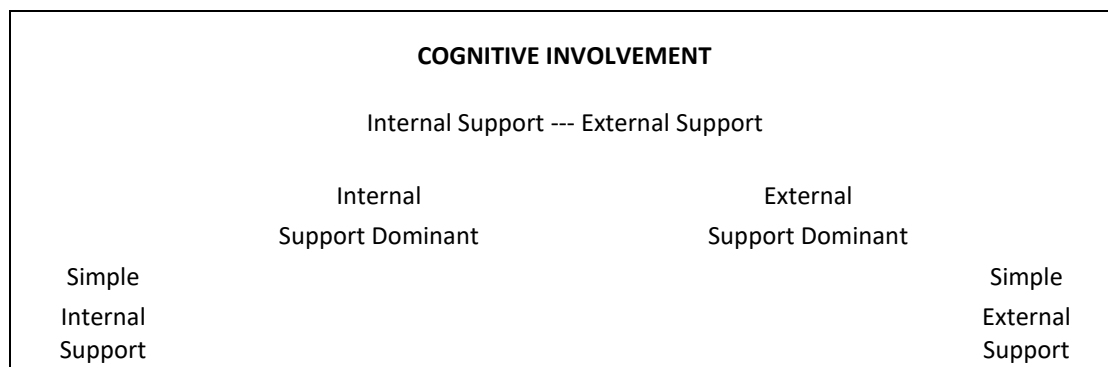 COGNITIVE INVOLVEMENT
Internal Support --- External Support
Internal External
Support Dominant Support Dominant
Simple Simple
Internal External
Support Support